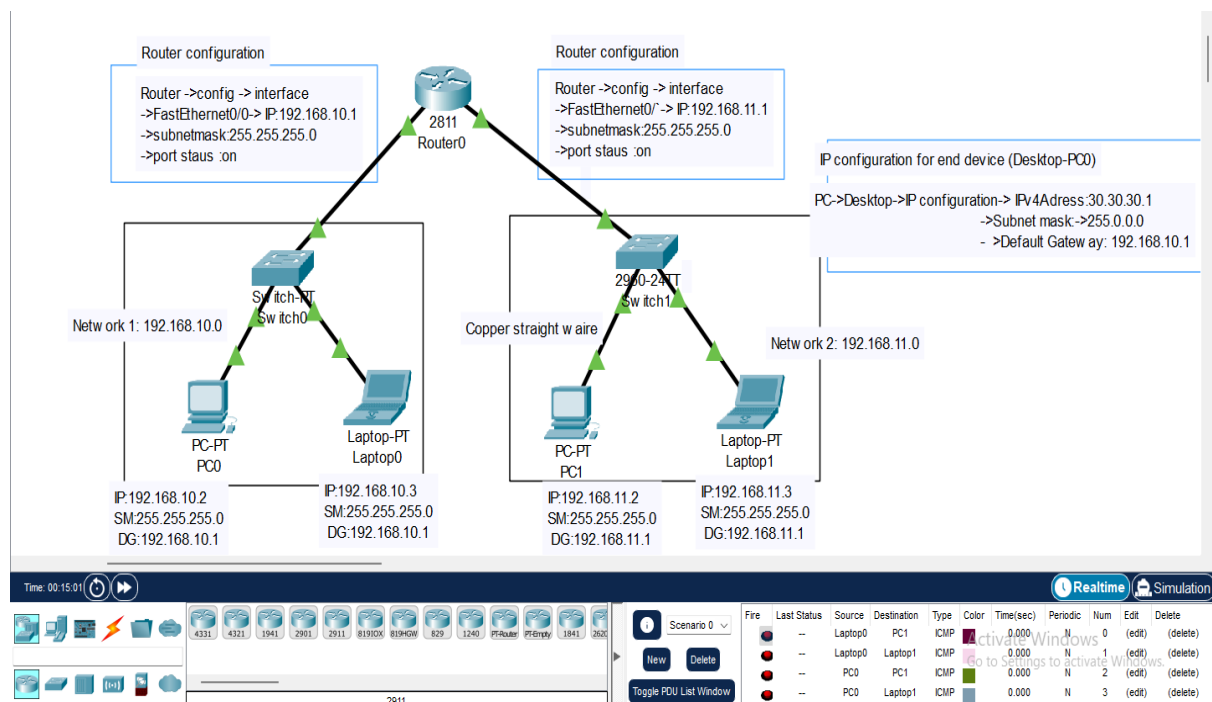 Router configuration
Router ->config -> interface
->FastEthernet0/0-> IP:192.168.10.1
->subnetmask:255.255.255.0
->port staus :on
2811
Router0
Router configuration
Router ->config -> interface
->FastEthernet0/`-> IP:192.168.11.1
->subnetmask:255.255.255.0
->port staus :on
IP configuration for end device (Desktop-PC0)
PC->Desktop->IP configuration-> IPv4Adress:30.30.30.1
->Subnet mask:->255.0.0.0
- >Default Gatew ay: 192.168.10.1
Switch-PT
Sw itch0
2960-24TT
Sw itch1
Netw ork 1: 192.168.10.0
Copper straight w aire
Netw ork 2: 192.168.11.0
PC-PT
PC0
Laptop-PT
Laptop0
PC-PT
PC1
Laptop-PT
Laptop1
IP:192.168.10.2
SM:255.255.255.0
DG:192.168.10.1
IP:192.168.10.3
SM:255.255.255.0
DG:192.168.10.1
IP:192.168.11.2
SM:255.255.255.0
DG:192.168.11.1
IP:192.168.11.3
SM:255.255.255.0
DG:192.168.11.1
Time: 00:15:01
Realtime
Simulation
4331 4321 1941 2901 2911 819IOX 819HGW 829 1240 PT-Router PT-Empty 1841 2620
2911
Scenario 0
New Delete
Toggle PDU List Window
Fire Last Status Source Destination Type Color Time(sec) Periodic Num Edit Delete
-- Laptop0 PC1 ICMP 0.000 N 0 (edit) (delete)
-- Laptop0 Laptop1 ICMP 0.000 N 1 (edit) (delete)
-- PC0 PC1 ICMP 0.000 N 2 (edit) (delete)
-- PC0 Laptop1 ICMP 0.000 N 3 (edit) (delete)
Activate Windows
Go to Settings to activate Windows.